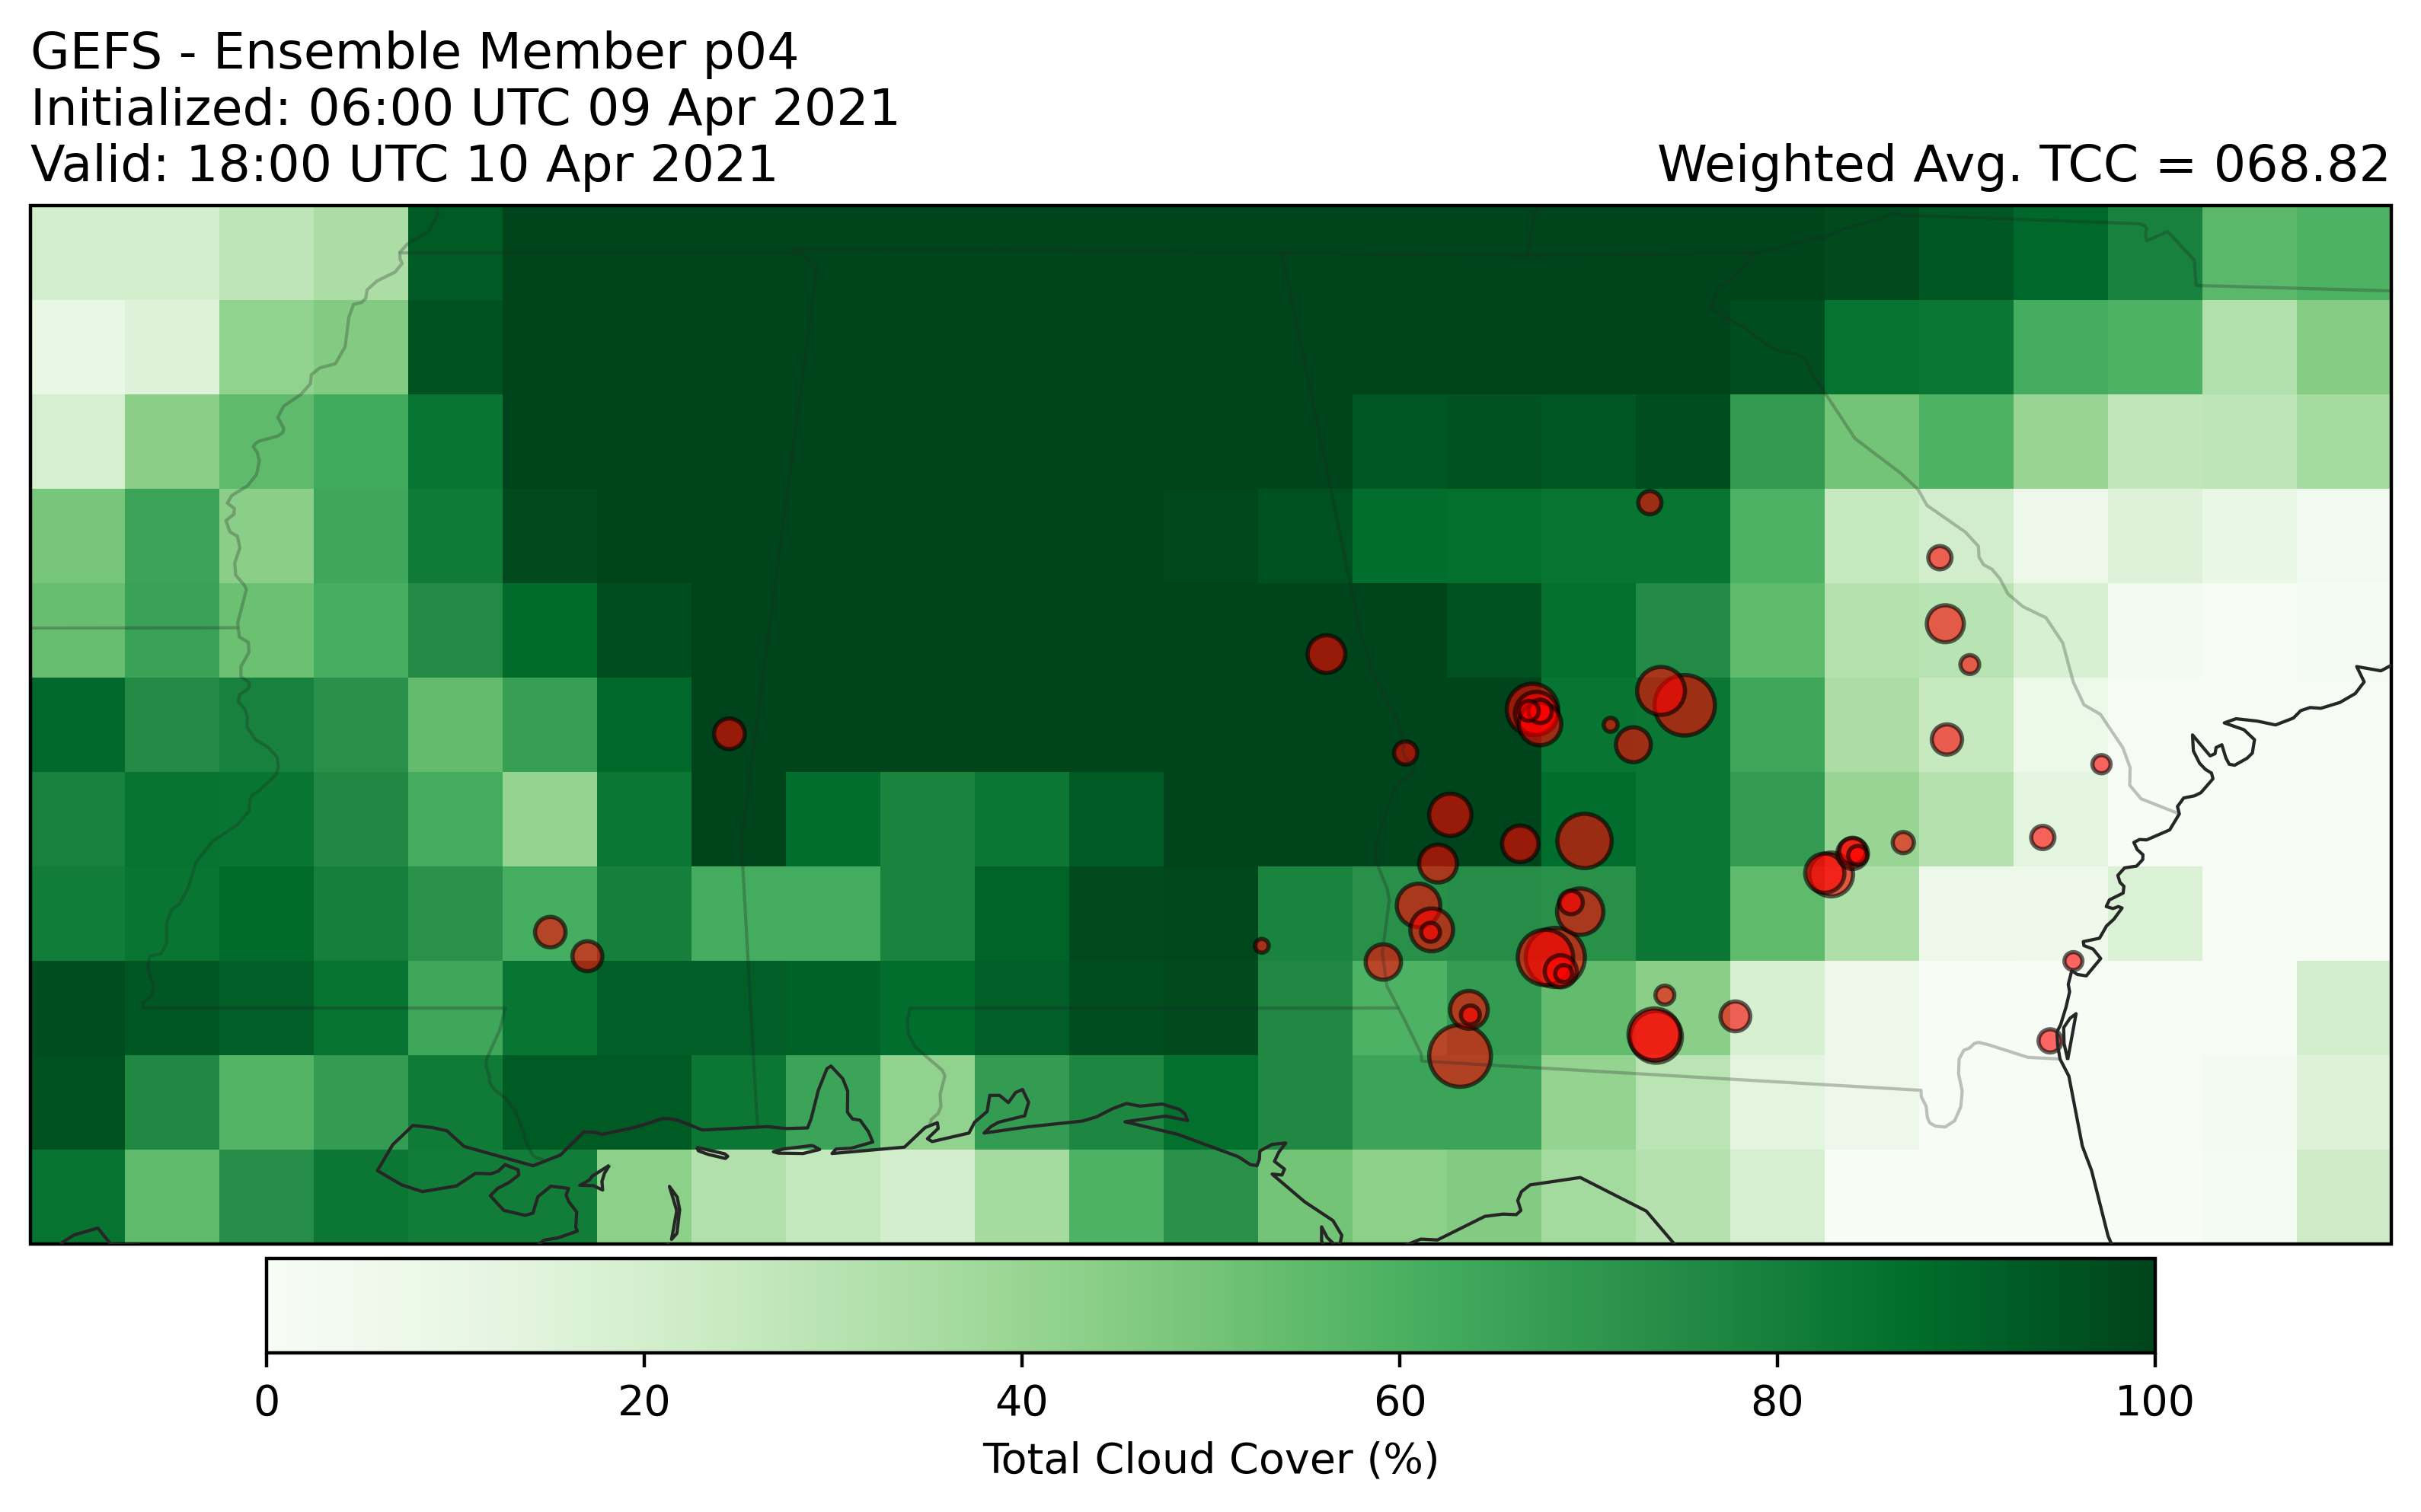 GEFS - Ensemble Member p04
Initialized: 06:00 UTC 09 Apr 2021
Valid: 18:00 UTC 10 Apr 2021
Weighted Avg. TCC = 068.82
0 20 40 60 80 100
Total Cloud Cover (%)